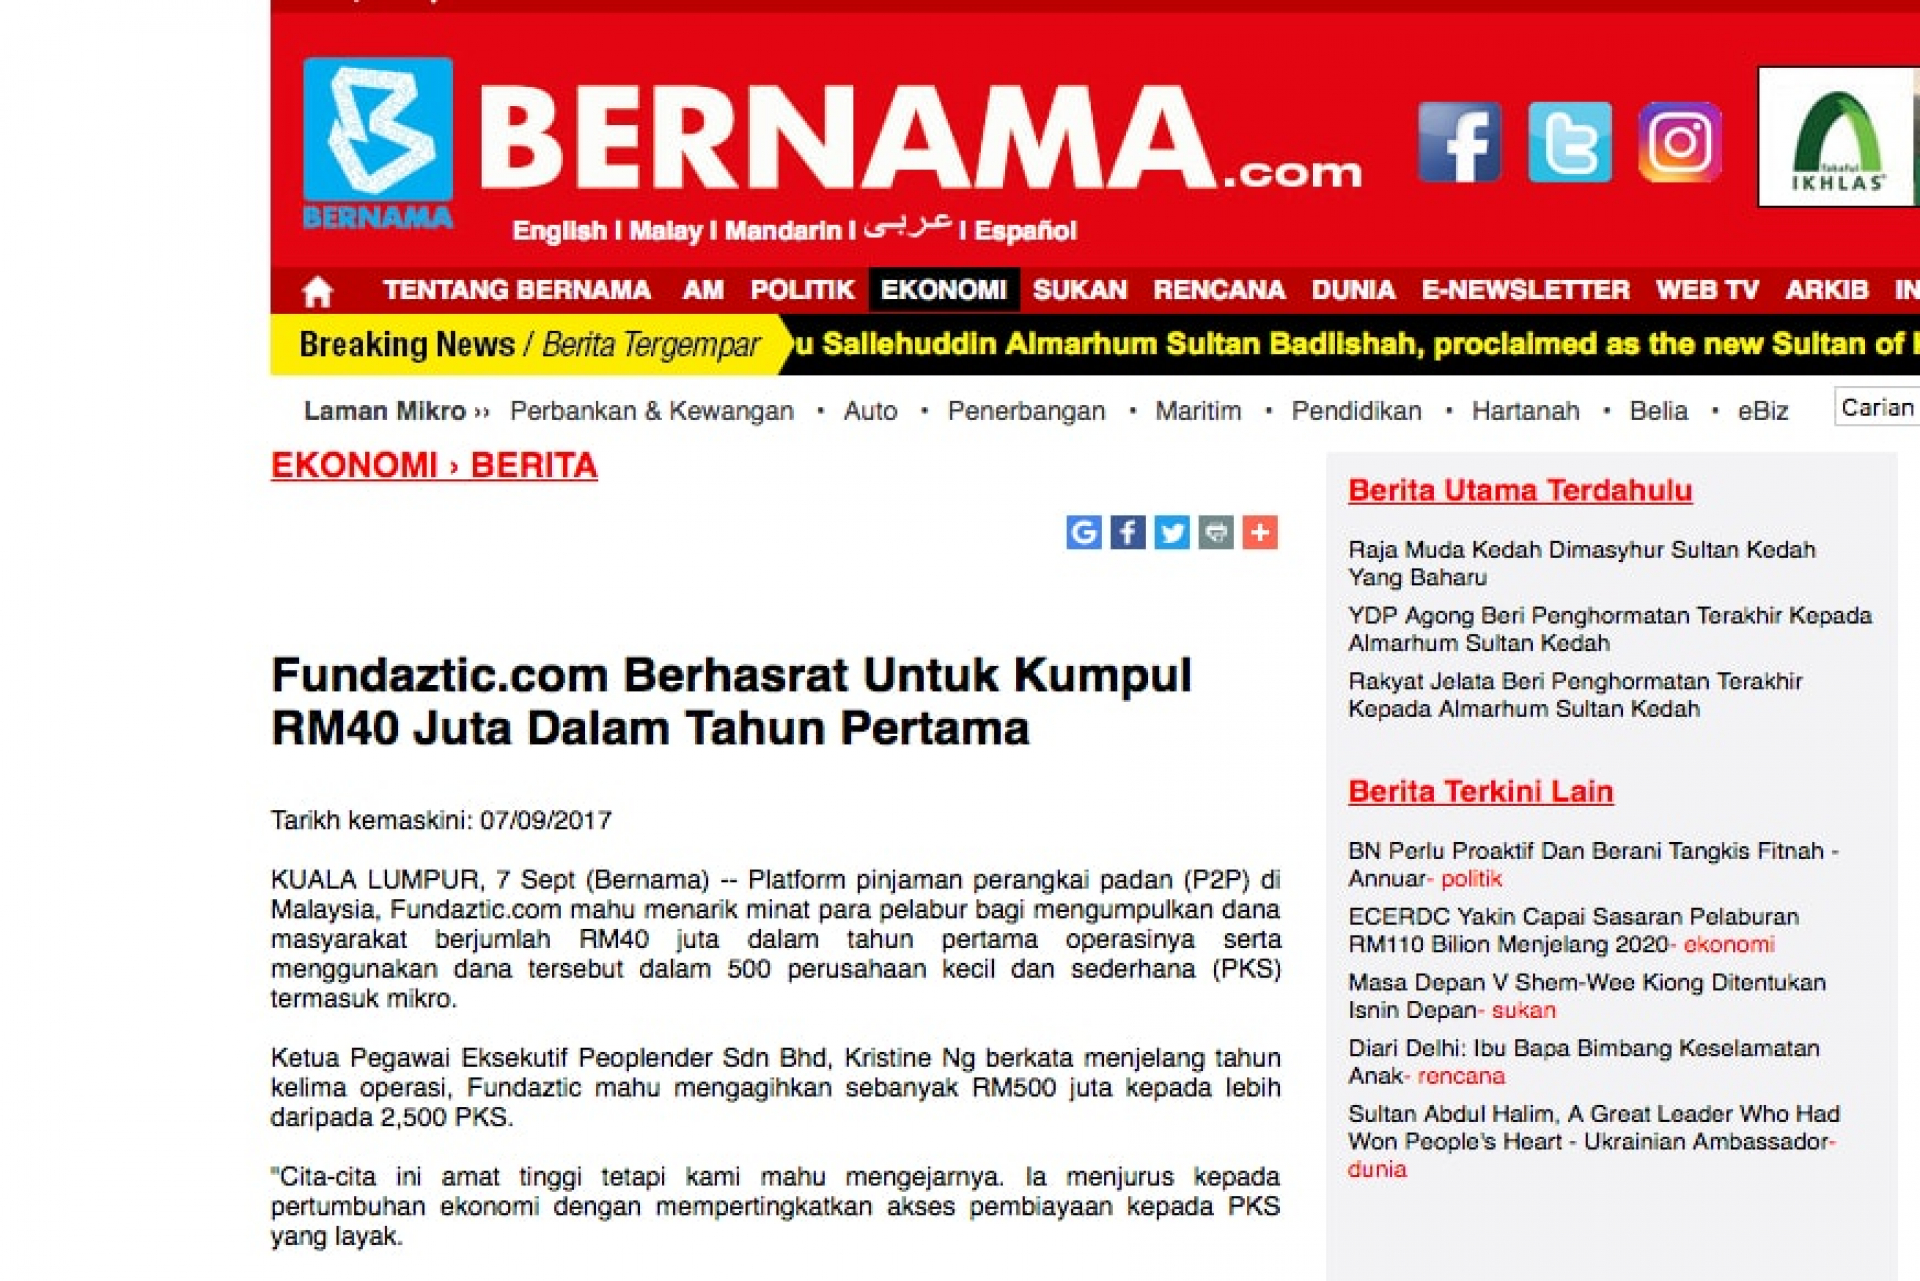 BERNAMA
BERNAMA.com
English | Malay | Mandarin | عربي | Español
Takaful
IKHLAS
TENTANG BERNAMA AM POLITIK EKONOMI SUKAN RENCANA DUNIA E-NEWSLETTER WEB TV ARKIB IN
Breaking News / Berita Tergempar
u Sallehuddin Almarhum Sultan Badlishah, proclaimed as the new Sultan of
Laman Mikro ›› Perbankan & Kewangan • Auto • Penerbangan • Maritim • Pendidikan • Hartanah • Belia • eBiz
Carian
EKONOMI › BERITA
Fundaztic.com Berhasrat Untuk Kumpul
RM40 Juta Dalam Tahun Pertama
Tarikh kemaskini: 07/09/2017
KUALA LUMPUR, 7 Sept (Bernama) -- Platform pinjaman perangkai padan (P2P) di
Malaysia, Fundaztic.com mahu menarik minat para pelabur bagi mengumpulkan dana
masyarakat berjumlah RM40 juta dalam tahun pertama operasinya serta
menggunakan dana tersebut dalam 500 perusahaan kecil dan sederhana (PKS)
termasuk mikro.
Ketua Pegawai Eksekutif Peoplender Sdn Bhd, Kristine Ng berkata menjelang tahun
kelima operasi, Fundaztic mahu mengagihkan sebanyak RM500 juta kepada lebih
daripada 2,500 PKS.
"Cita-cita ini amat tinggi tetapi kami mahu mengejarnya. Ia menjurus kepada
pertumbuhan ekonomi dengan mempertingkatkan akses pembiayaan kepada PKS
yang layak.
Berita Utama Terdahulu
Raja Muda Kedah Dimasyhur Sultan Kedah
Yang Baharu
YDP Agong Beri Penghormatan Terakhir Kepada
Almarhum Sultan Kedah
Rakyat Jelata Beri Penghormatan Terakhir
Kepada Almarhum Sultan Kedah
Berita Terkini Lain
BN Perlu Proaktif Dan Berani Tangkis Fitnah -
Annuar- politik
ECERDC Yakin Capai Sasaran Pelaburan
RM110 Bilion Menjelang 2020- ekonomi
Masa Depan V Shem-Wee Kiong Ditentukan
Isnin Depan- sukan
Diari Delhi: Ibu Bapa Bimbang Keselamatan
Anak- rencana
Sultan Abdul Halim, A Great Leader Who Had
Won People's Heart - Ukrainian Ambassador-
dunia